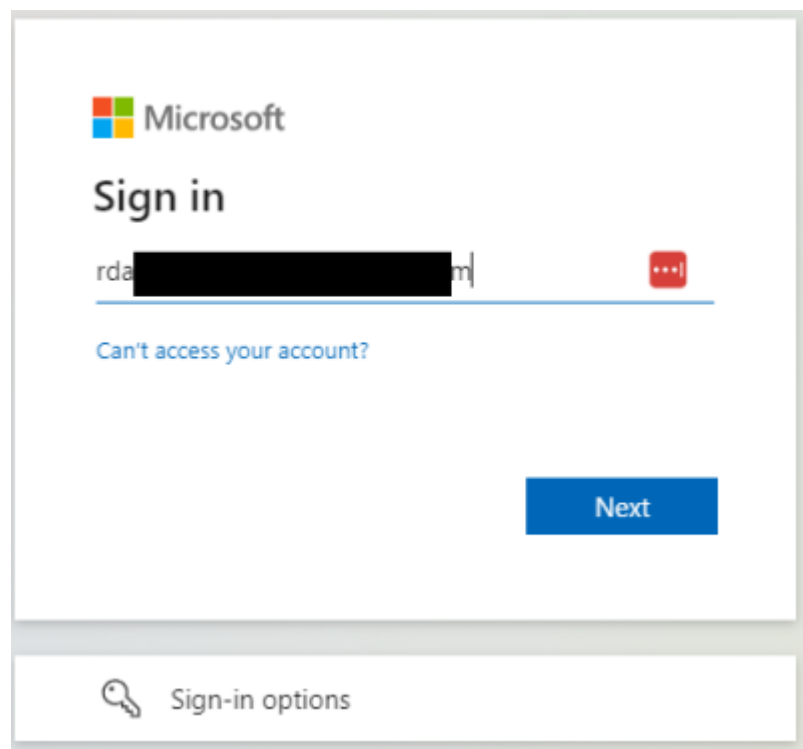 Microsoft
Sign in
rda m
Can't access your account?
Next
Sign-in options